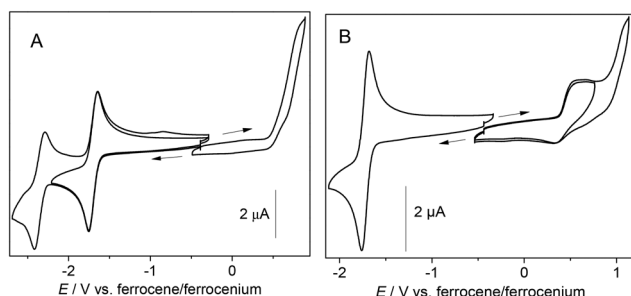 A
2 μA
-2 -1 0
E / V vs. ferrocene/ferrocenium
B
2 μA
-2 -1 0 1
E / V vs. ferrocene/ferrocenium